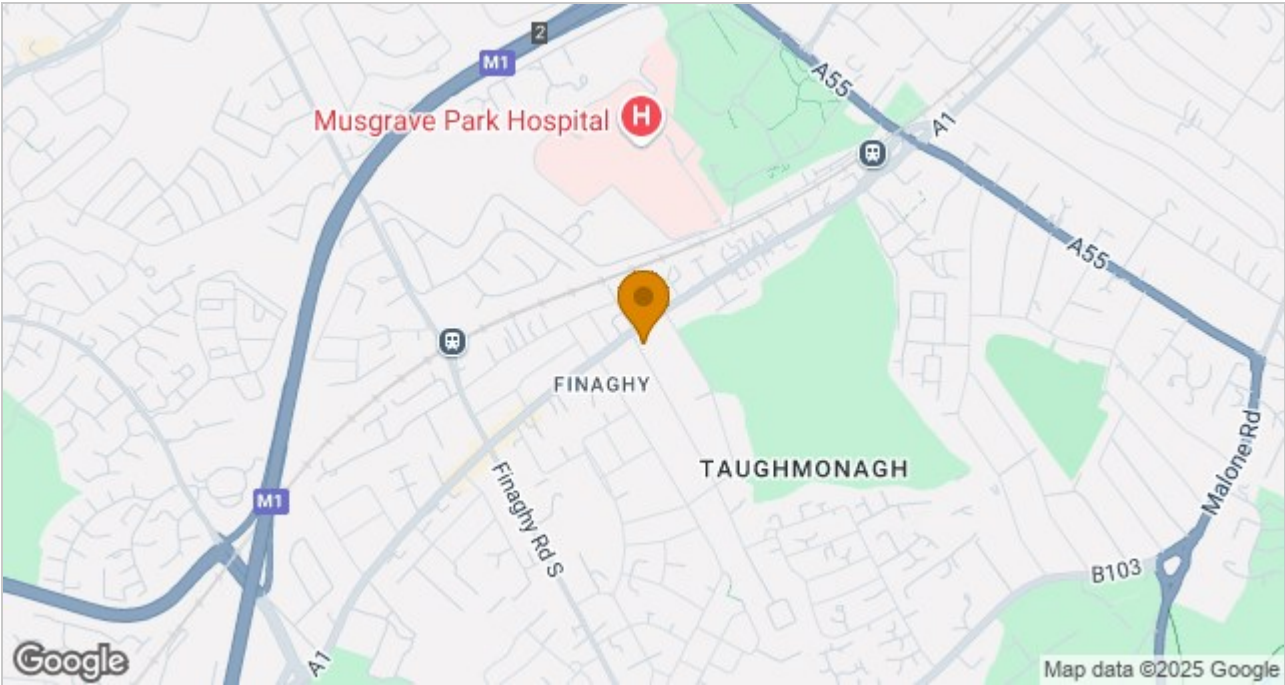 2
M1
A55
Musgrave Park Hospital
H
A1
A55
FINAGHY
TAUGHMONAGH
Malone Rd
Finaghy Rd S
M1
B103
A1
Google
Map data ©2025 Google